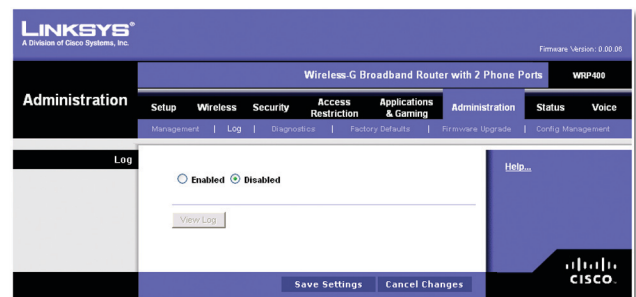 LINKSYS®
A Division of Cisco Systems, Inc.
Firmware Version: 0.00.06
Wireless-G Broadband Router with 2 Phone Ports WRP400
Administration
Setup Wireless Security Access Restriction Applications & Gaming Administration Status Voice
Management | Log | Diagnostics | Factory Defaults | Firmware Upgrade | Config Management
Log
Enabled Disabled
Help...
View Log
Save Settings Cancel Changes
CISCO